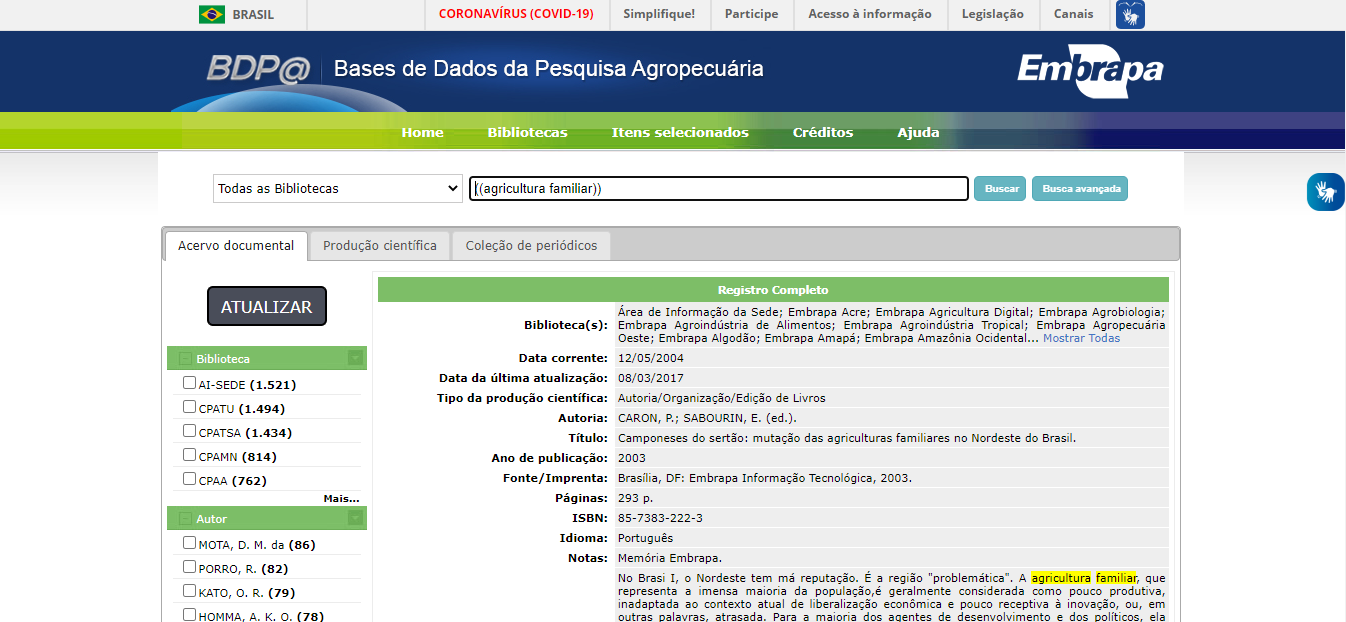 BRASIL
CORONAVÍRUS (COVID-19)
Simplifique!
Participe
Acesso à informação
Legislação
Canais
BDP@
Bases de Dados da Pesquisa Agropecuária
Embrapa
Home
Bibliotecas
Itens selecionados
Créditos
Ajuda
Todas as Bibliotecas
((agricultura familiar))
Buscar
Busca avançada
Acervo documental
Produção científica
Coleção de periódicos
ATUALIZAR
Biblioteca
AI-SEDE (1.521)
CPATU (1.494)
CPATSA (1.434)
CPAMN (814)
CPAA (762)
Mais...
Autor
MOTA, D. M. da (86)
PORRO, R. (82)
KATO, O. R. (79)
HOMMA, A. K. O. (78)
Registro Completo
Biblioteca(s):
Área de Informação da Sede; Embrapa Acre; Embrapa Agricultura Digital; Embrapa Agrobiologia;
Embrapa Agroindústria de Alimentos; Embrapa Agroindústria Tropical; Embrapa Agropecuária
Oeste; Embrapa Algodão; Embrapa Amapá; Embrapa Amazônia Ocidental... Mostrar Todas
Data corrente: 12/05/2004
Data da última atualização: 08/03/2017
Tipo da produção científica: Autoria/Organização/Edição de Livros
Autoria: CARON, P.; SABOURIN, E. (ed.).
Título: Camponeses do sertão: mutação das agriculturas familiares no Nordeste do Brasil.
Ano de publicação: 2003
Fonte/Imprenta: Brasília, DF: Embrapa Informação Tecnológica, 2003.
Páginas: 293 p.
ISBN: 85-7383-222-3
Idioma: Português
Notas: Memória Embrapa.
No Brasi I, o Nordeste tem má reputação. É a região "problemática". A agricultura familiar, que
representa a imensa maioria da população,é geralmente considerada como pouco produtiva,
inadaptada ao contexto atual de liberalização econômica e pouco receptiva à inovação, ou, em
outras palavras, atrasada. Para a maioria dos agentes de desenvolvimento e dos políticos, ela